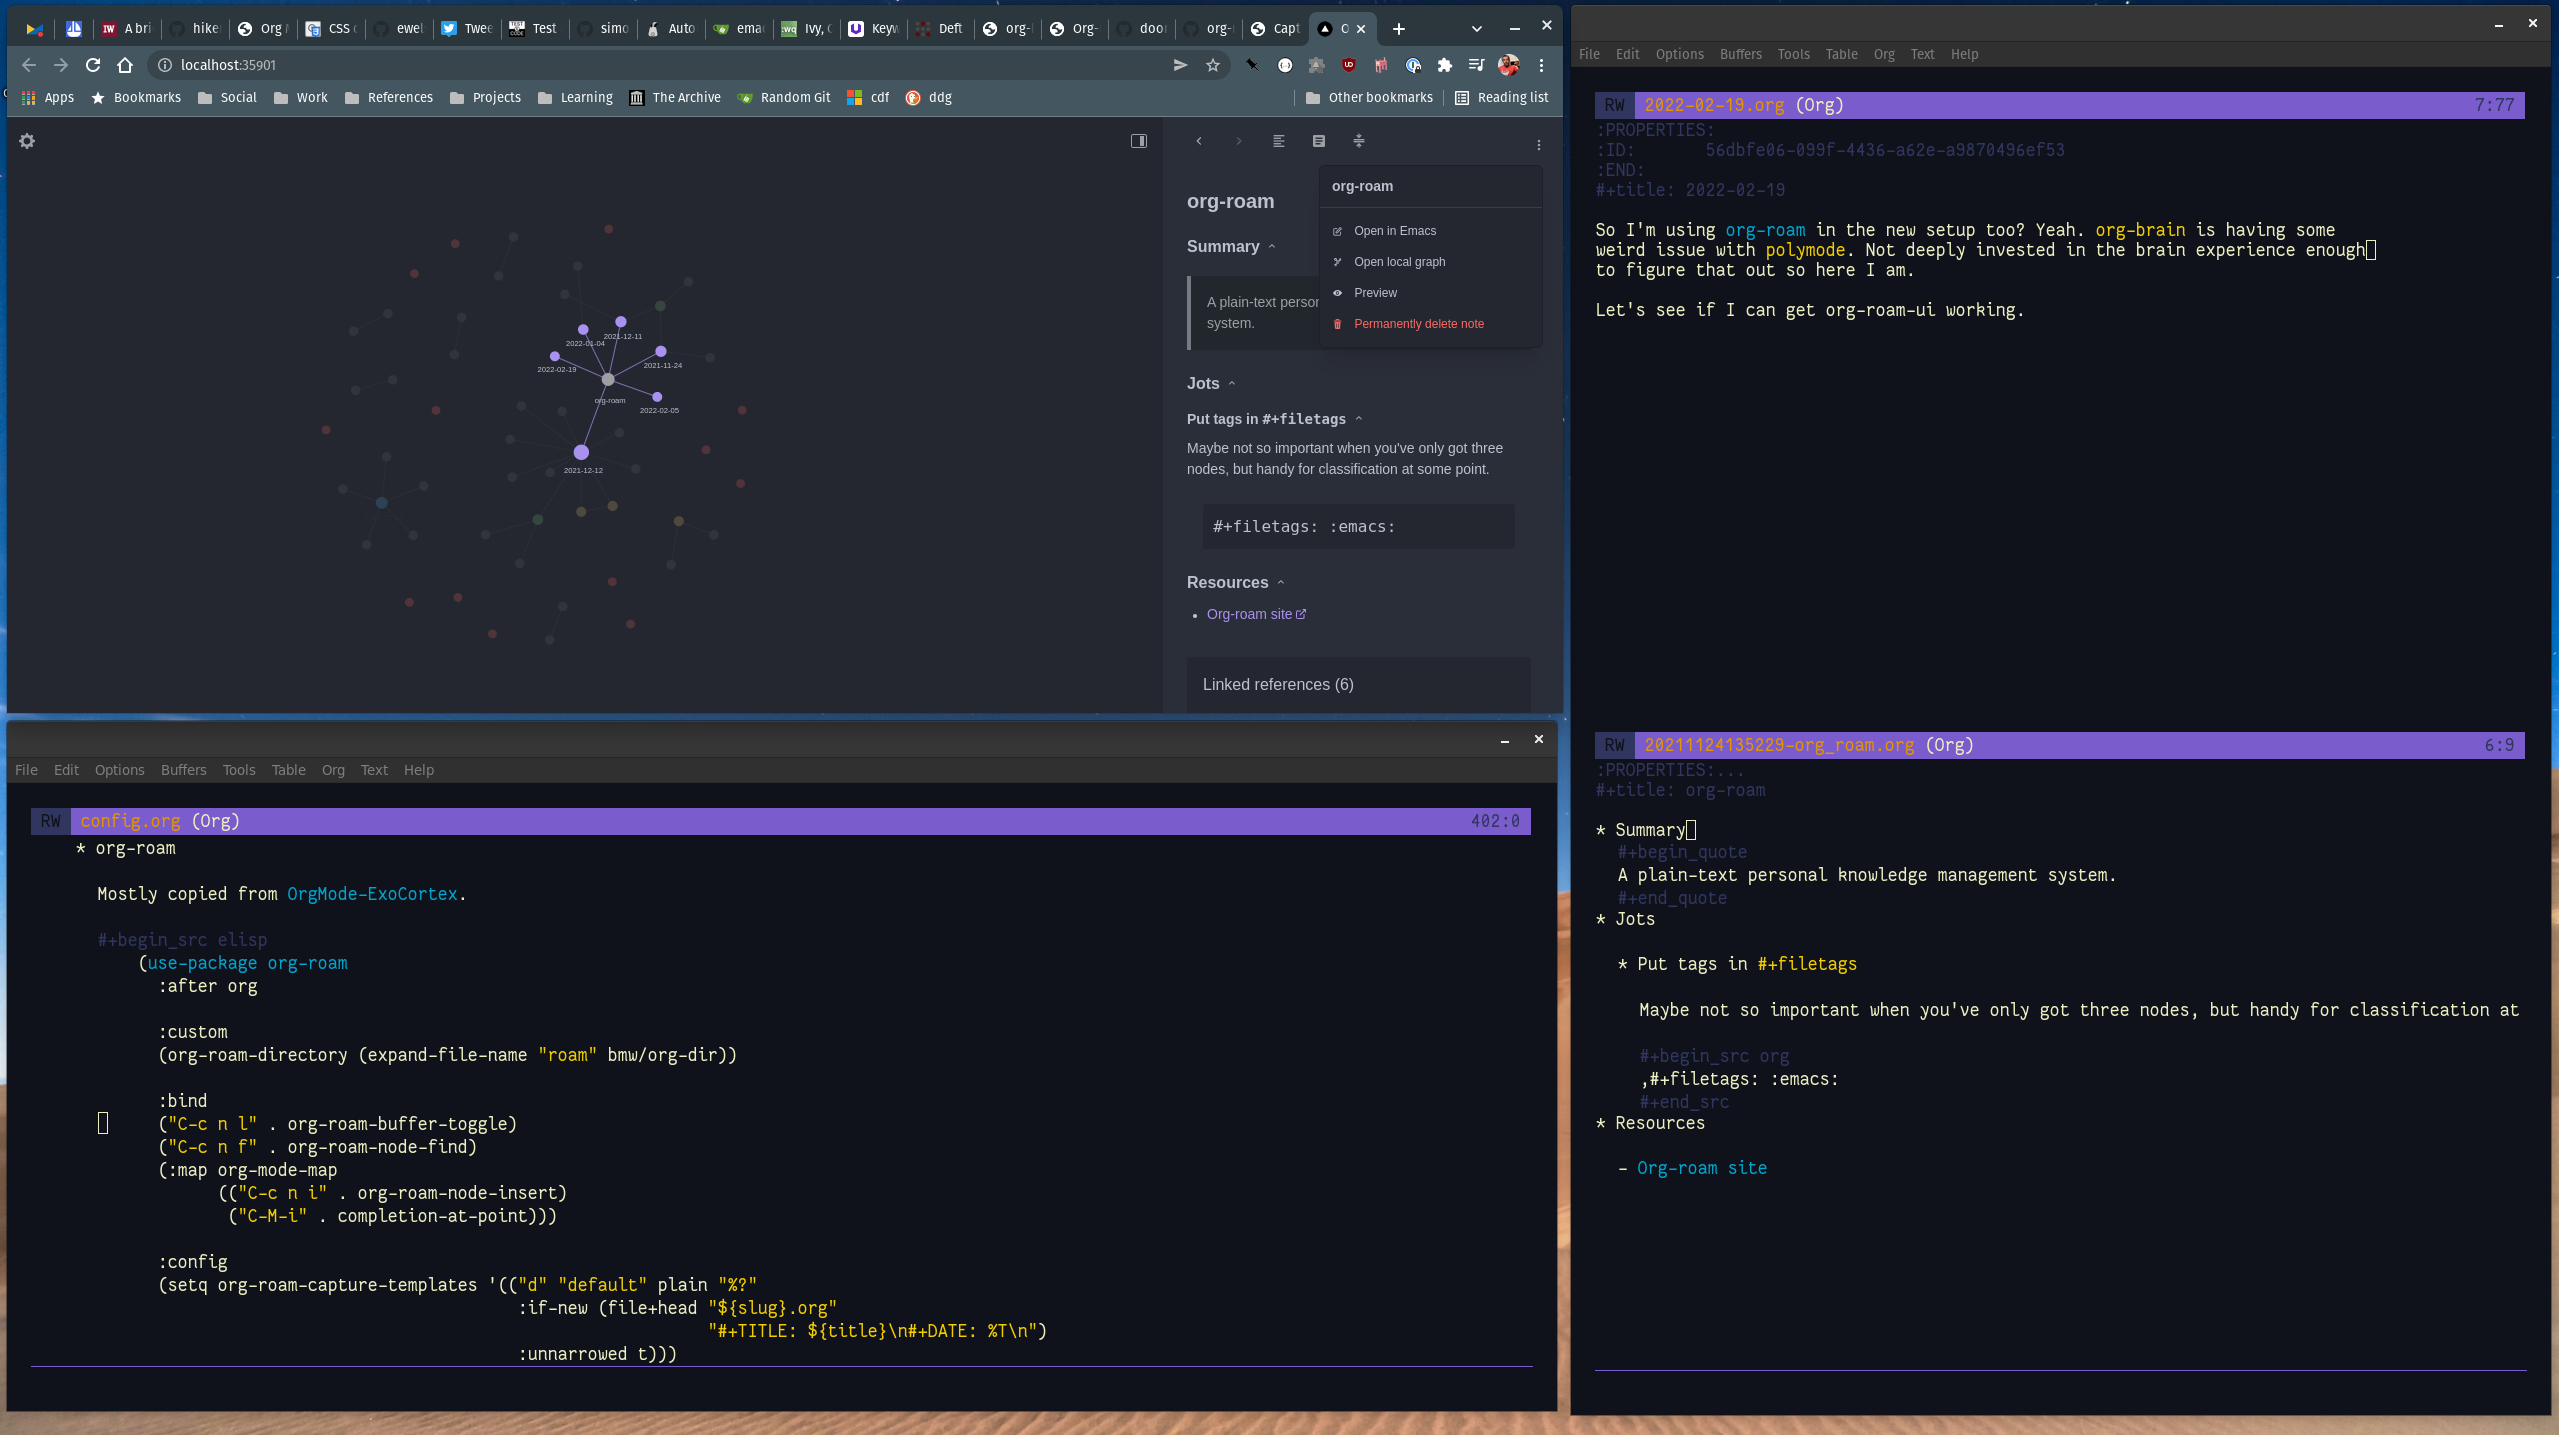 A bri
hike
Org M
CSS c
ewel
Twee
Test
simo
Auto
emac
Ivy, C
Keyw
Deft
org-
Org-
doo
org-
Capt
O
localhost:35901
Apps
Bookmarks
Social
Work
References
Projects
Learning
The Archive
Random Git
cdf
ddg
Other bookmarks
Reading list
2021-12-11
2022-01-04
2022-02-19
2021-11-24
org-roam
2022-02-05
2021-12-12
org-roam
Summary
A plain-text person
system.
org-roam
Open in Emacs
Open local graph
Preview
Permanently delete note
Jots
Put tags in #+filetags
Maybe not so important when you've only got three
nodes, but handy for classification at some point.
#+filetags: :emacs:
Resources
• Org-roam site
Linked references (6)
File Edit Options Buffers Tools Table Org Text Help
RW config.org (Org) 402:0
* org-roam
Mostly copied from OrgMode-ExoCortex.
#+begin_src elisp
(use-package org-roam
:after org
:custom
(org-roam-directory (expand-file-name "roam" bmw/org-dir))
:bind
("C-c n l" . org-roam-buffer-toggle)
("C-c n f" . org-roam-node-find)
(:map org-mode-map
(("C-c n i" . org-roam-node-insert)
("C-M-i" . completion-at-point)))
:config
(setq org-roam-capture-templates '(("d" "default" plain "%?"
:if-new (file+head "${slug}.org"
"#+TITLE: ${title}\n#+DATE: %T\n")
:unnarrowed t)))
File Edit Options Buffers Tools Table Org Text Help
RW 2022-02-19.org (Org) 7:77
:PROPERTIES:
:ID: 56dbfe06-099f-4436-a62e-a9870496ef53
:END:
#+title: 2022-02-19
So I'm using org-roam in the new setup too? Yeah. org-brain is having some
weird issue with polymode. Not deeply invested in the brain experience enough
to figure that out so here I am.
Let's see if I can get org-roam-ui working.
RW 20211124135229-org_roam.org (Org) 6:9
:PROPERTIES:...
#+title: org-roam
* Summary
#+begin_quote
A plain-text personal knowledge management system.
#+end_quote
* Jots
* Put tags in #+filetags
Maybe not so important when you've only got three nodes, but handy for classification at
#+begin_src org
,#+filetags: :emacs:
#+end_src
* Resources
- Org-roam site